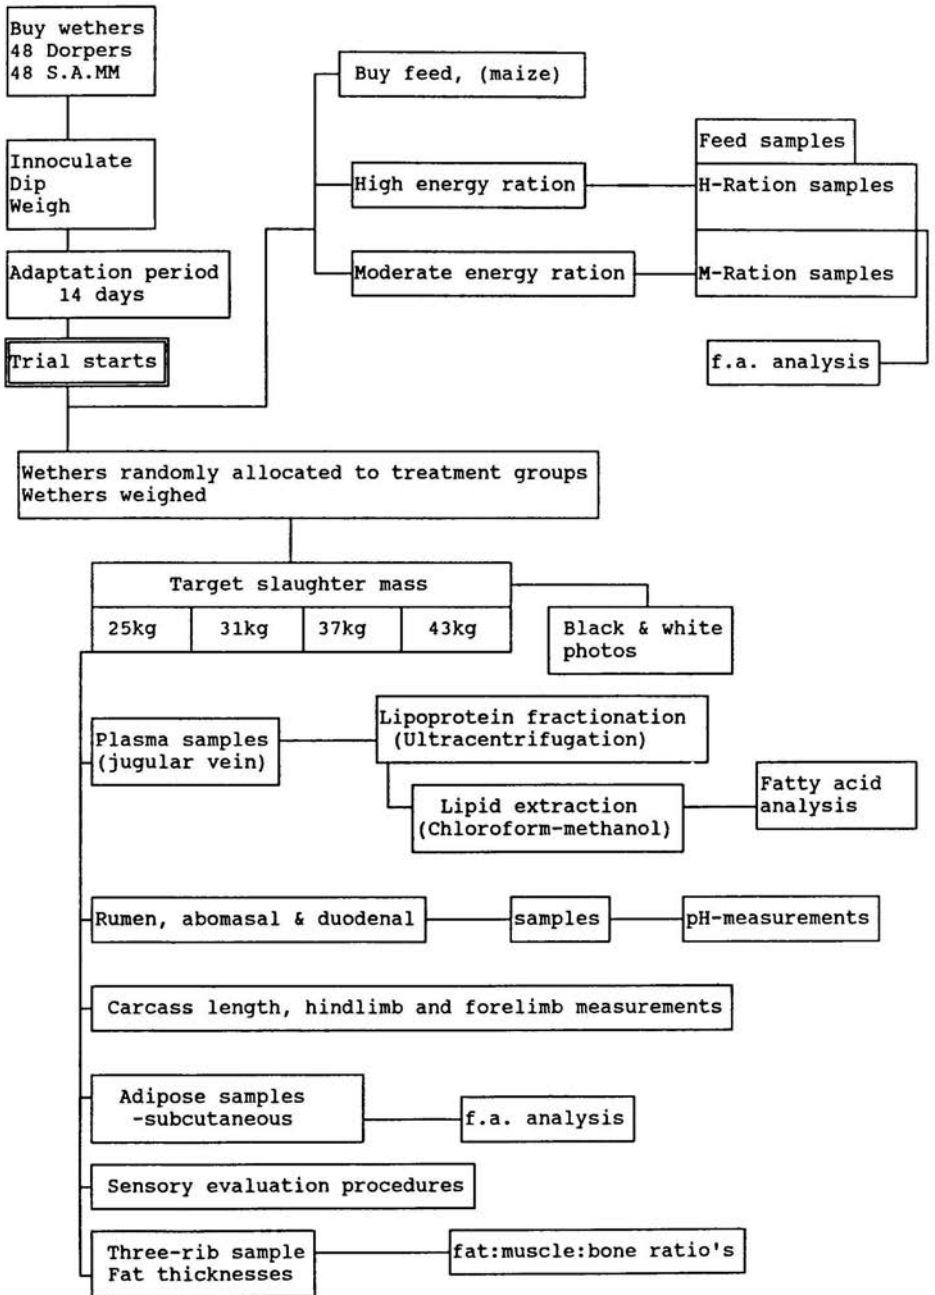 Buy wethers
48 Dorpers
48 S.A.MM
Innoculate
Dip
Weigh
Adaptation period
14 days
Trial starts
Buy feed, (maize)
High energy ration
Moderate energy ration
Feed samples
H-Ration samples
M-Ration samples
f.a. analysis
Wethers randomly allocated to treatment groups
Wethers weighed
Target slaughter mass
25kg 31kg 37kg 43kg
Black & white
photos
Plasma samples
(jugular vein)
Lipoprotein fractionation
(Ultracentrifugation)
Lipid extraction
(Chloroform-methanol)
Fatty acid
analysis
Rumen, abomasal & duodenal
samples
pH-measurements
Carcass length, hindlimb and forelimb measurements
Adipose samples
-subcutaneous
f.a. analysis
Sensory evaluation procedures
Three-rib sample
Fat thicknesses
fat:muscle:bone ratio's